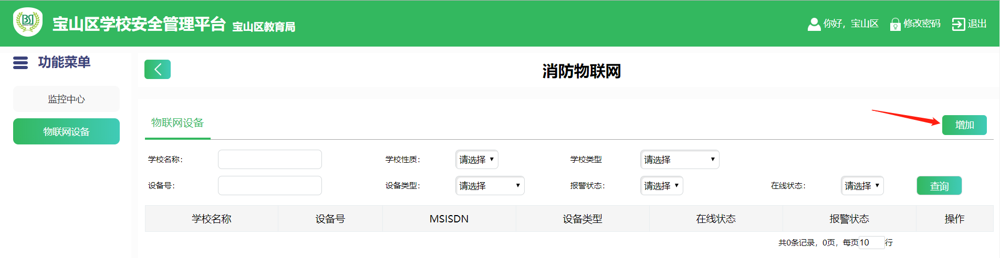 宝山区学校安全管理平台 宝山区教育局
你好，宝山区 修改密码 退出
功能菜单
消防物联网
监控中心
物联网设备
物联网设备
增加
学校名称： 学校性质： 请选择 学校类型 请选择
设备号： 设备类型： 请选择 报警状态： 请选择 在线状态： 请选择 查询
学校名称 设备号 MSISDN 设备类型 在线状态 报警状态 操作
共0条记录，0页，每页10行